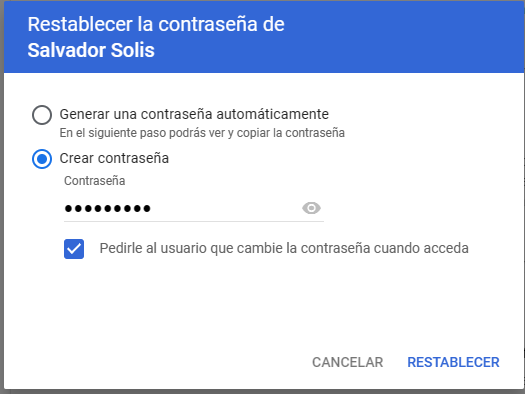 Restablecer la contraseña de
Salvador Solis
Generar una contraseña automáticamente
En el siguiente paso podrás ver y copiar la contraseña
Crear contraseña
Contraseña
•••••••••
Pedirle al usuario que cambie la contraseña cuando acceda
CANCELAR RESTABLECER